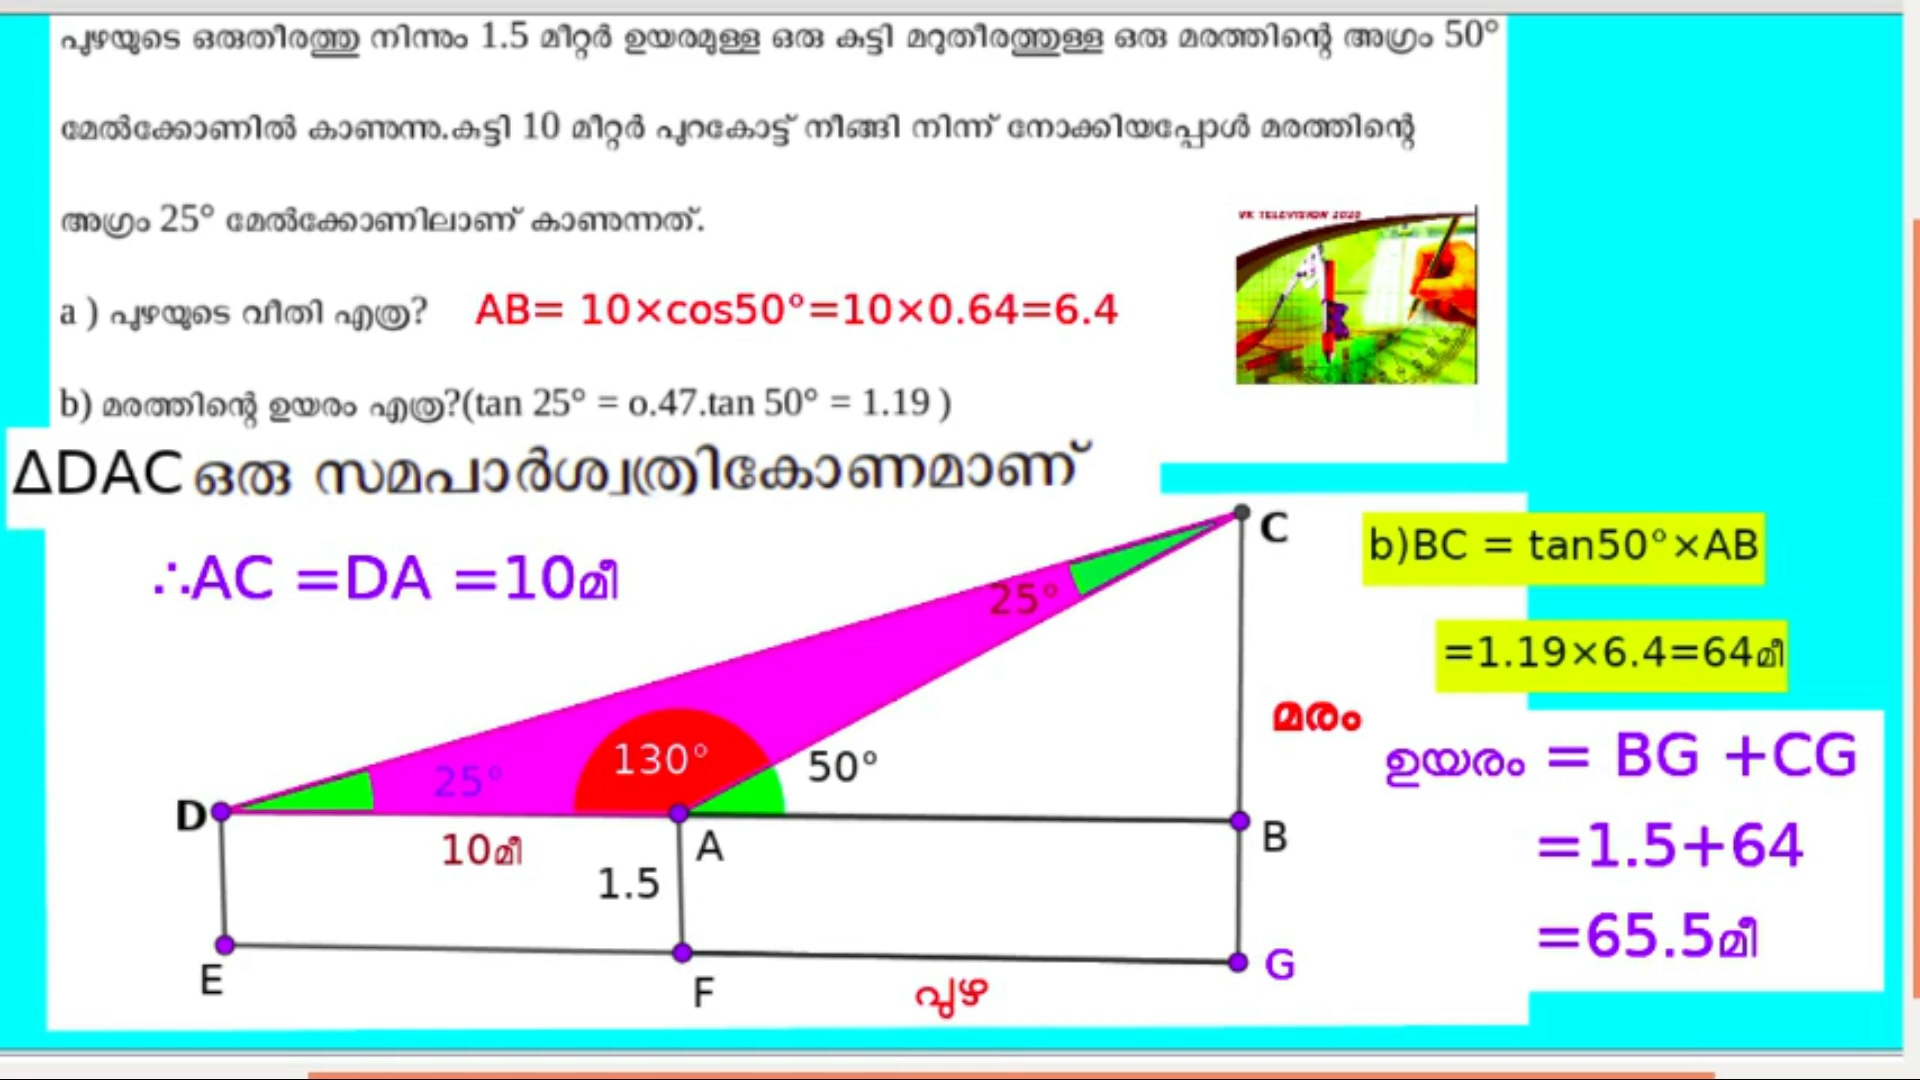 പുഴയുടെ ഒരുതീരത്തു നിന്നും 1.5 മീറ്റർ ഉയരമുള്ള ഒരു കുട്ടി മറുതീരത്തുള്ള ഒരു മരത്തിന്റെ അഗ്രം 50°
മേൽക്കോണിൽ കാണുന്നു.കുട്ടി 10 മീറ്റർ പുറകോട്ട് നീങ്ങി നിന്ന് നോക്കിയപ്പോൾ മരത്തിന്റെ
അഗ്രം 25° മേൽക്കോണിലാണ് കാണുന്നത്.
VK TELEVISION 2020
a ) പുഴയുടെ വീതി എത്ര? AB= 10×cos50°=10×0.64=6.4
b) മരത്തിന്റെ ഉയരം എത്ര?(tan 25° = o.47.tan 50° = 1.19 )
ΔDAC ഒരു സമപാർശ്വത്രികോണമാണ്
∴AC =DA =10മീ
C
b)BC = tan50°×AB
25°
=1.19×6.4=64മീ
മരം
130°
50°
25°
ഉയരം = BG +CG
D
10മീ
A
B
=1.5+64
1.5
=65.5മീ
E
F
പുഴ
G